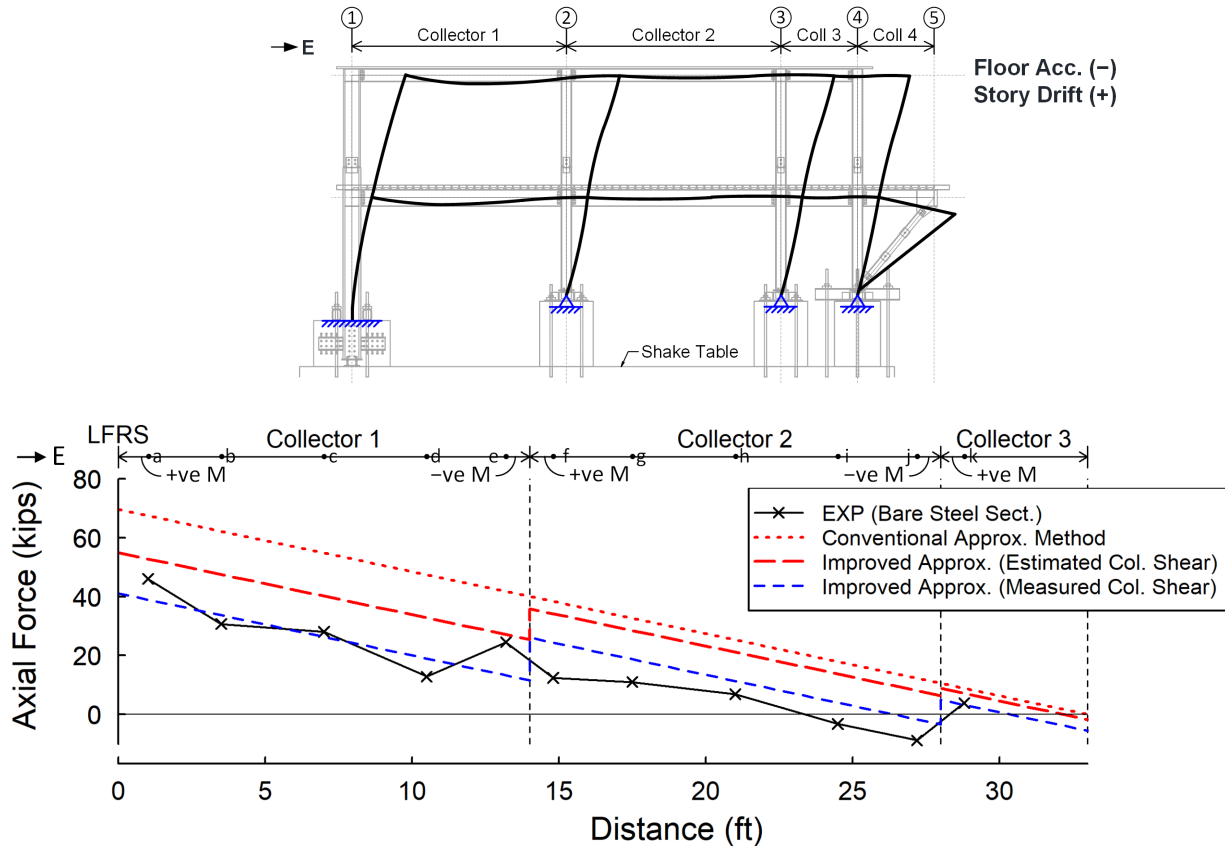 ① ② ③ ④ ⑤
E Collector 1 Collector 2 Coll 3 Coll 4
Floor Acc. (−)
Story Drift (+)
Shake Table
LFRS Collector 1 Collector 2 Collector 3
E a b c d e f g h i j k
+ve M −ve M +ve M −ve M +ve M
80
60
40
20
0
Axial Force (kips)
EXP (Bare Steel Sect.)
Conventional Approx. Method
Improved Approx. (Estimated Col. Shear)
Improved Approx. (Measured Col. Shear)
0 5 10 15 20 25 30
Distance (ft)